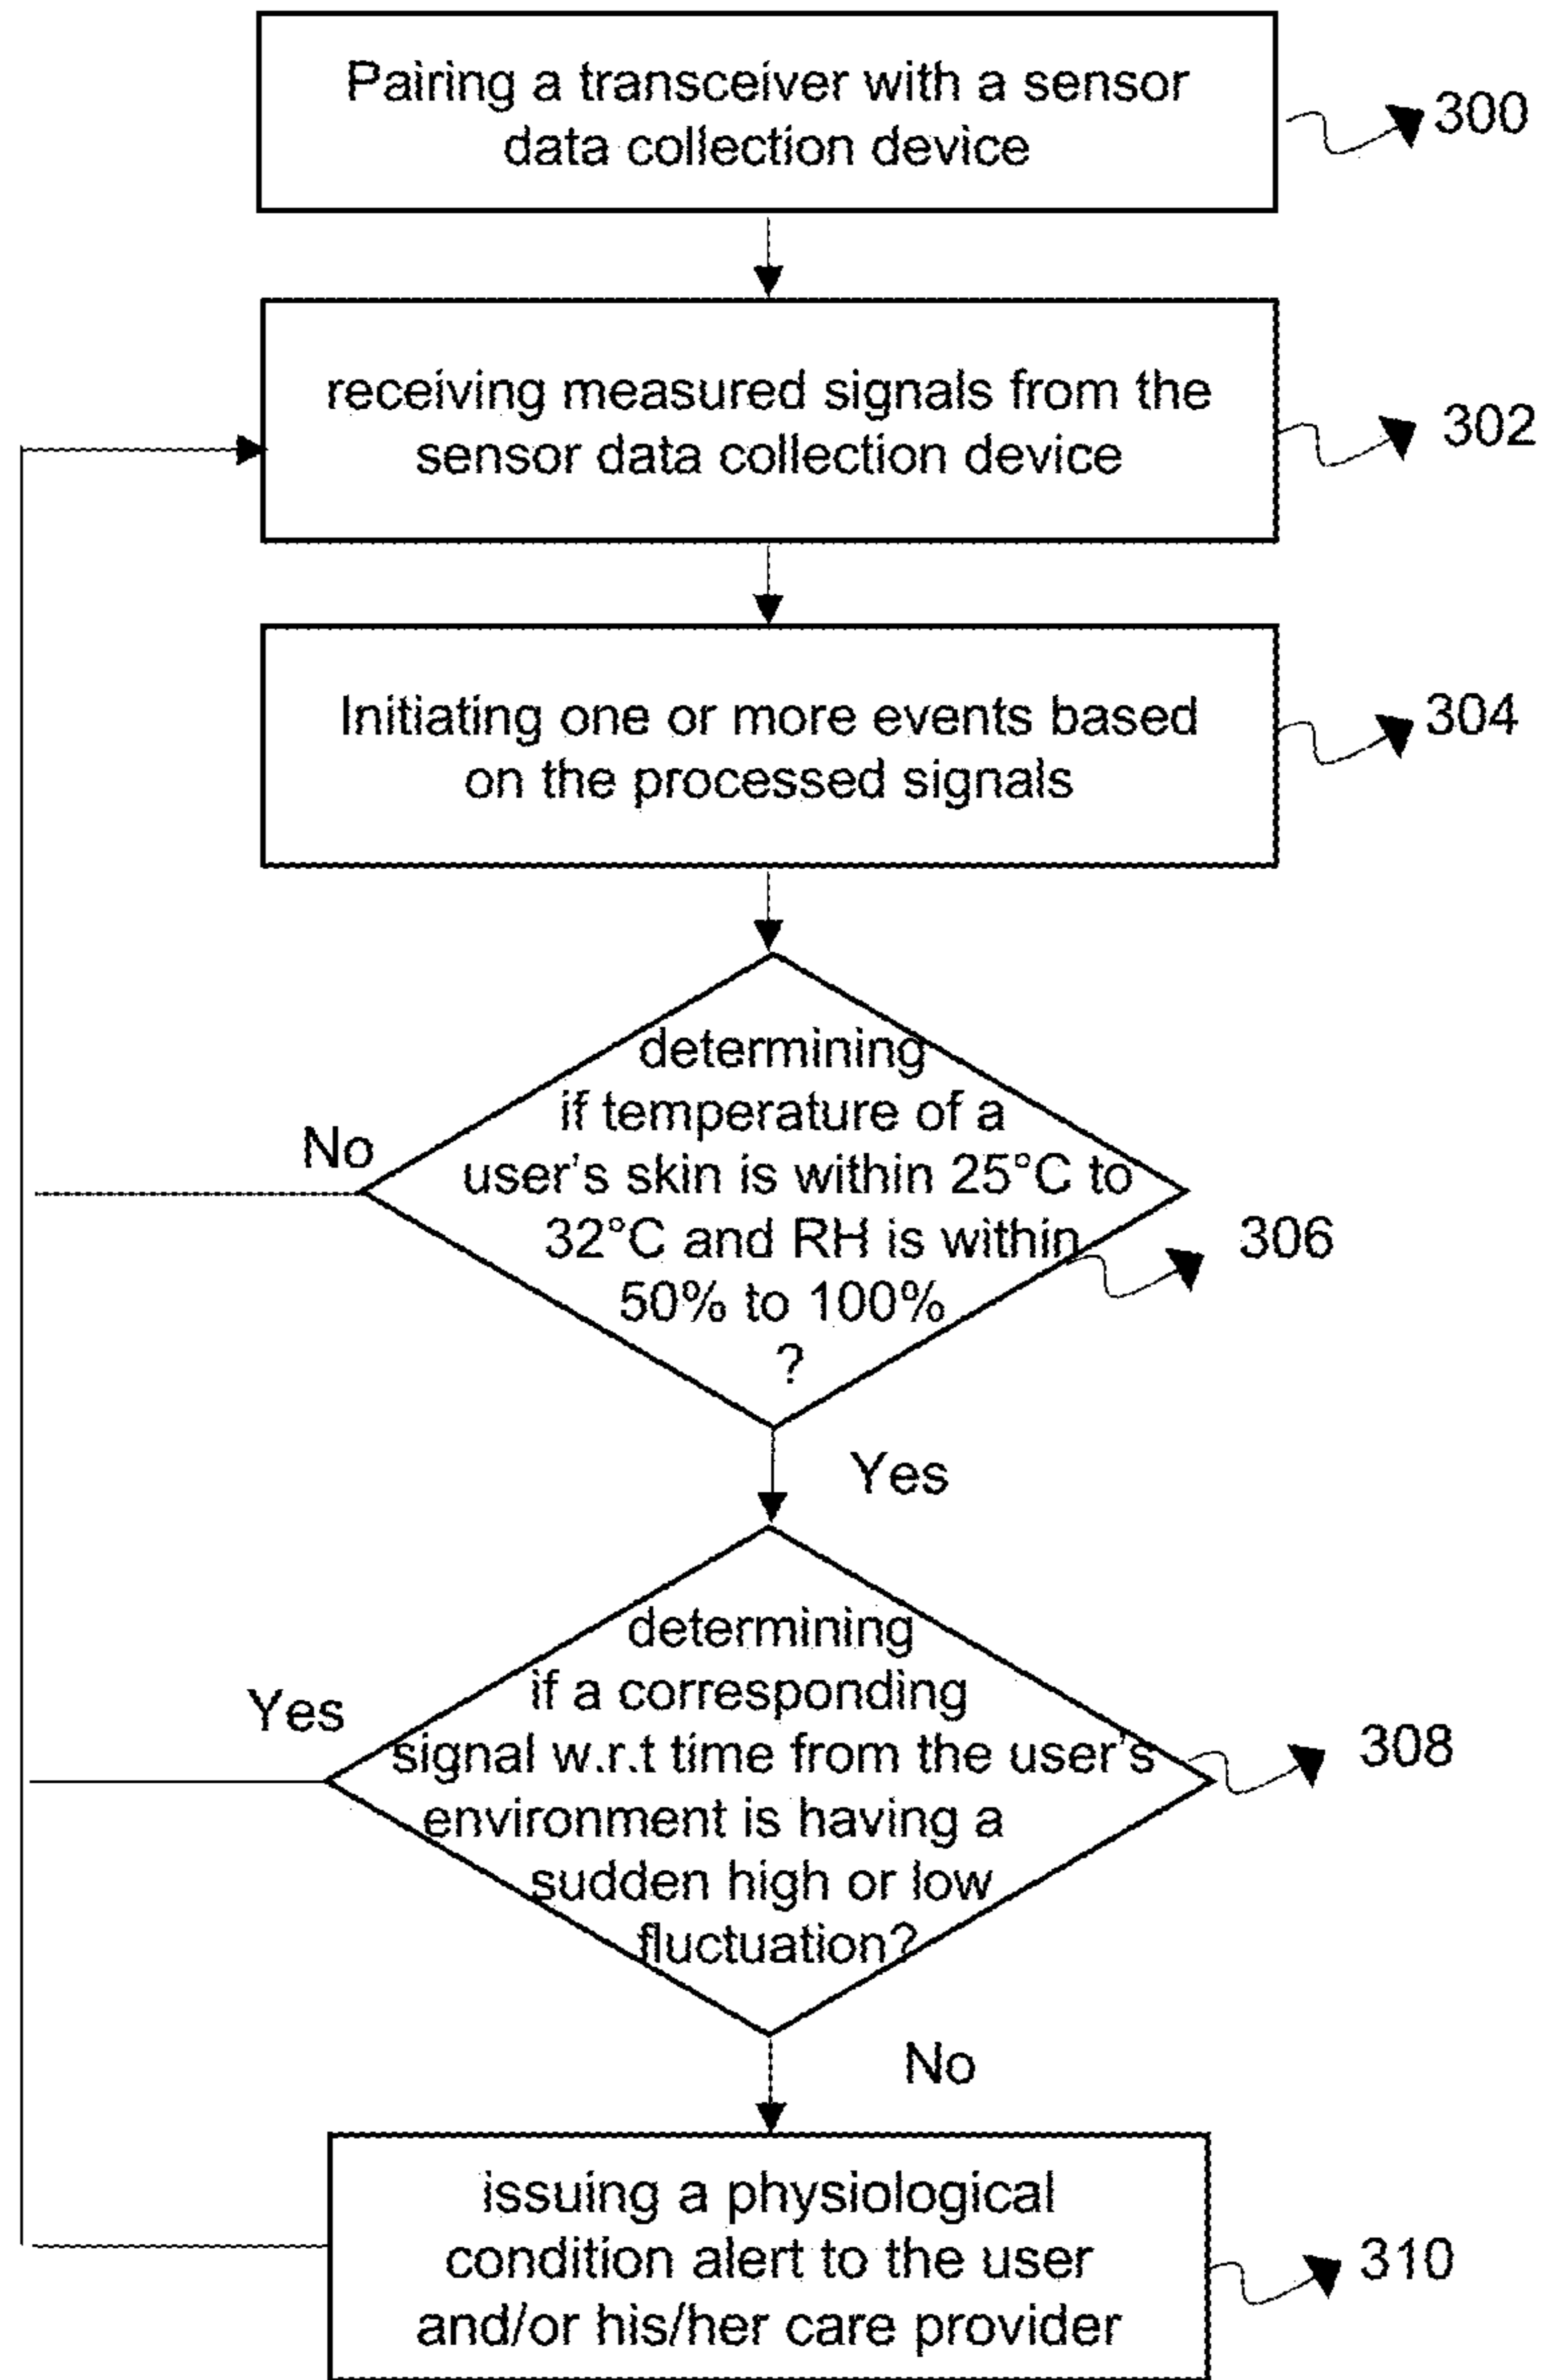 Pairing a transceiver with a sensor
data collection device
300
receiving measured signals from the
sensor data collection device
302
Initiating one or more events based
on the processed signals
304
determining
if temperature of a
user's skin is within 25°C to
32°C and RH is within
50% to 100%
?
No
306
Yes
determining
if a corresponding
signal w.r.t time from the user's
environment is having a
sudden high or low
fluctuation?
Yes
308
No
issuing a physiological
condition alert to the user
and/or his/her care provider
310